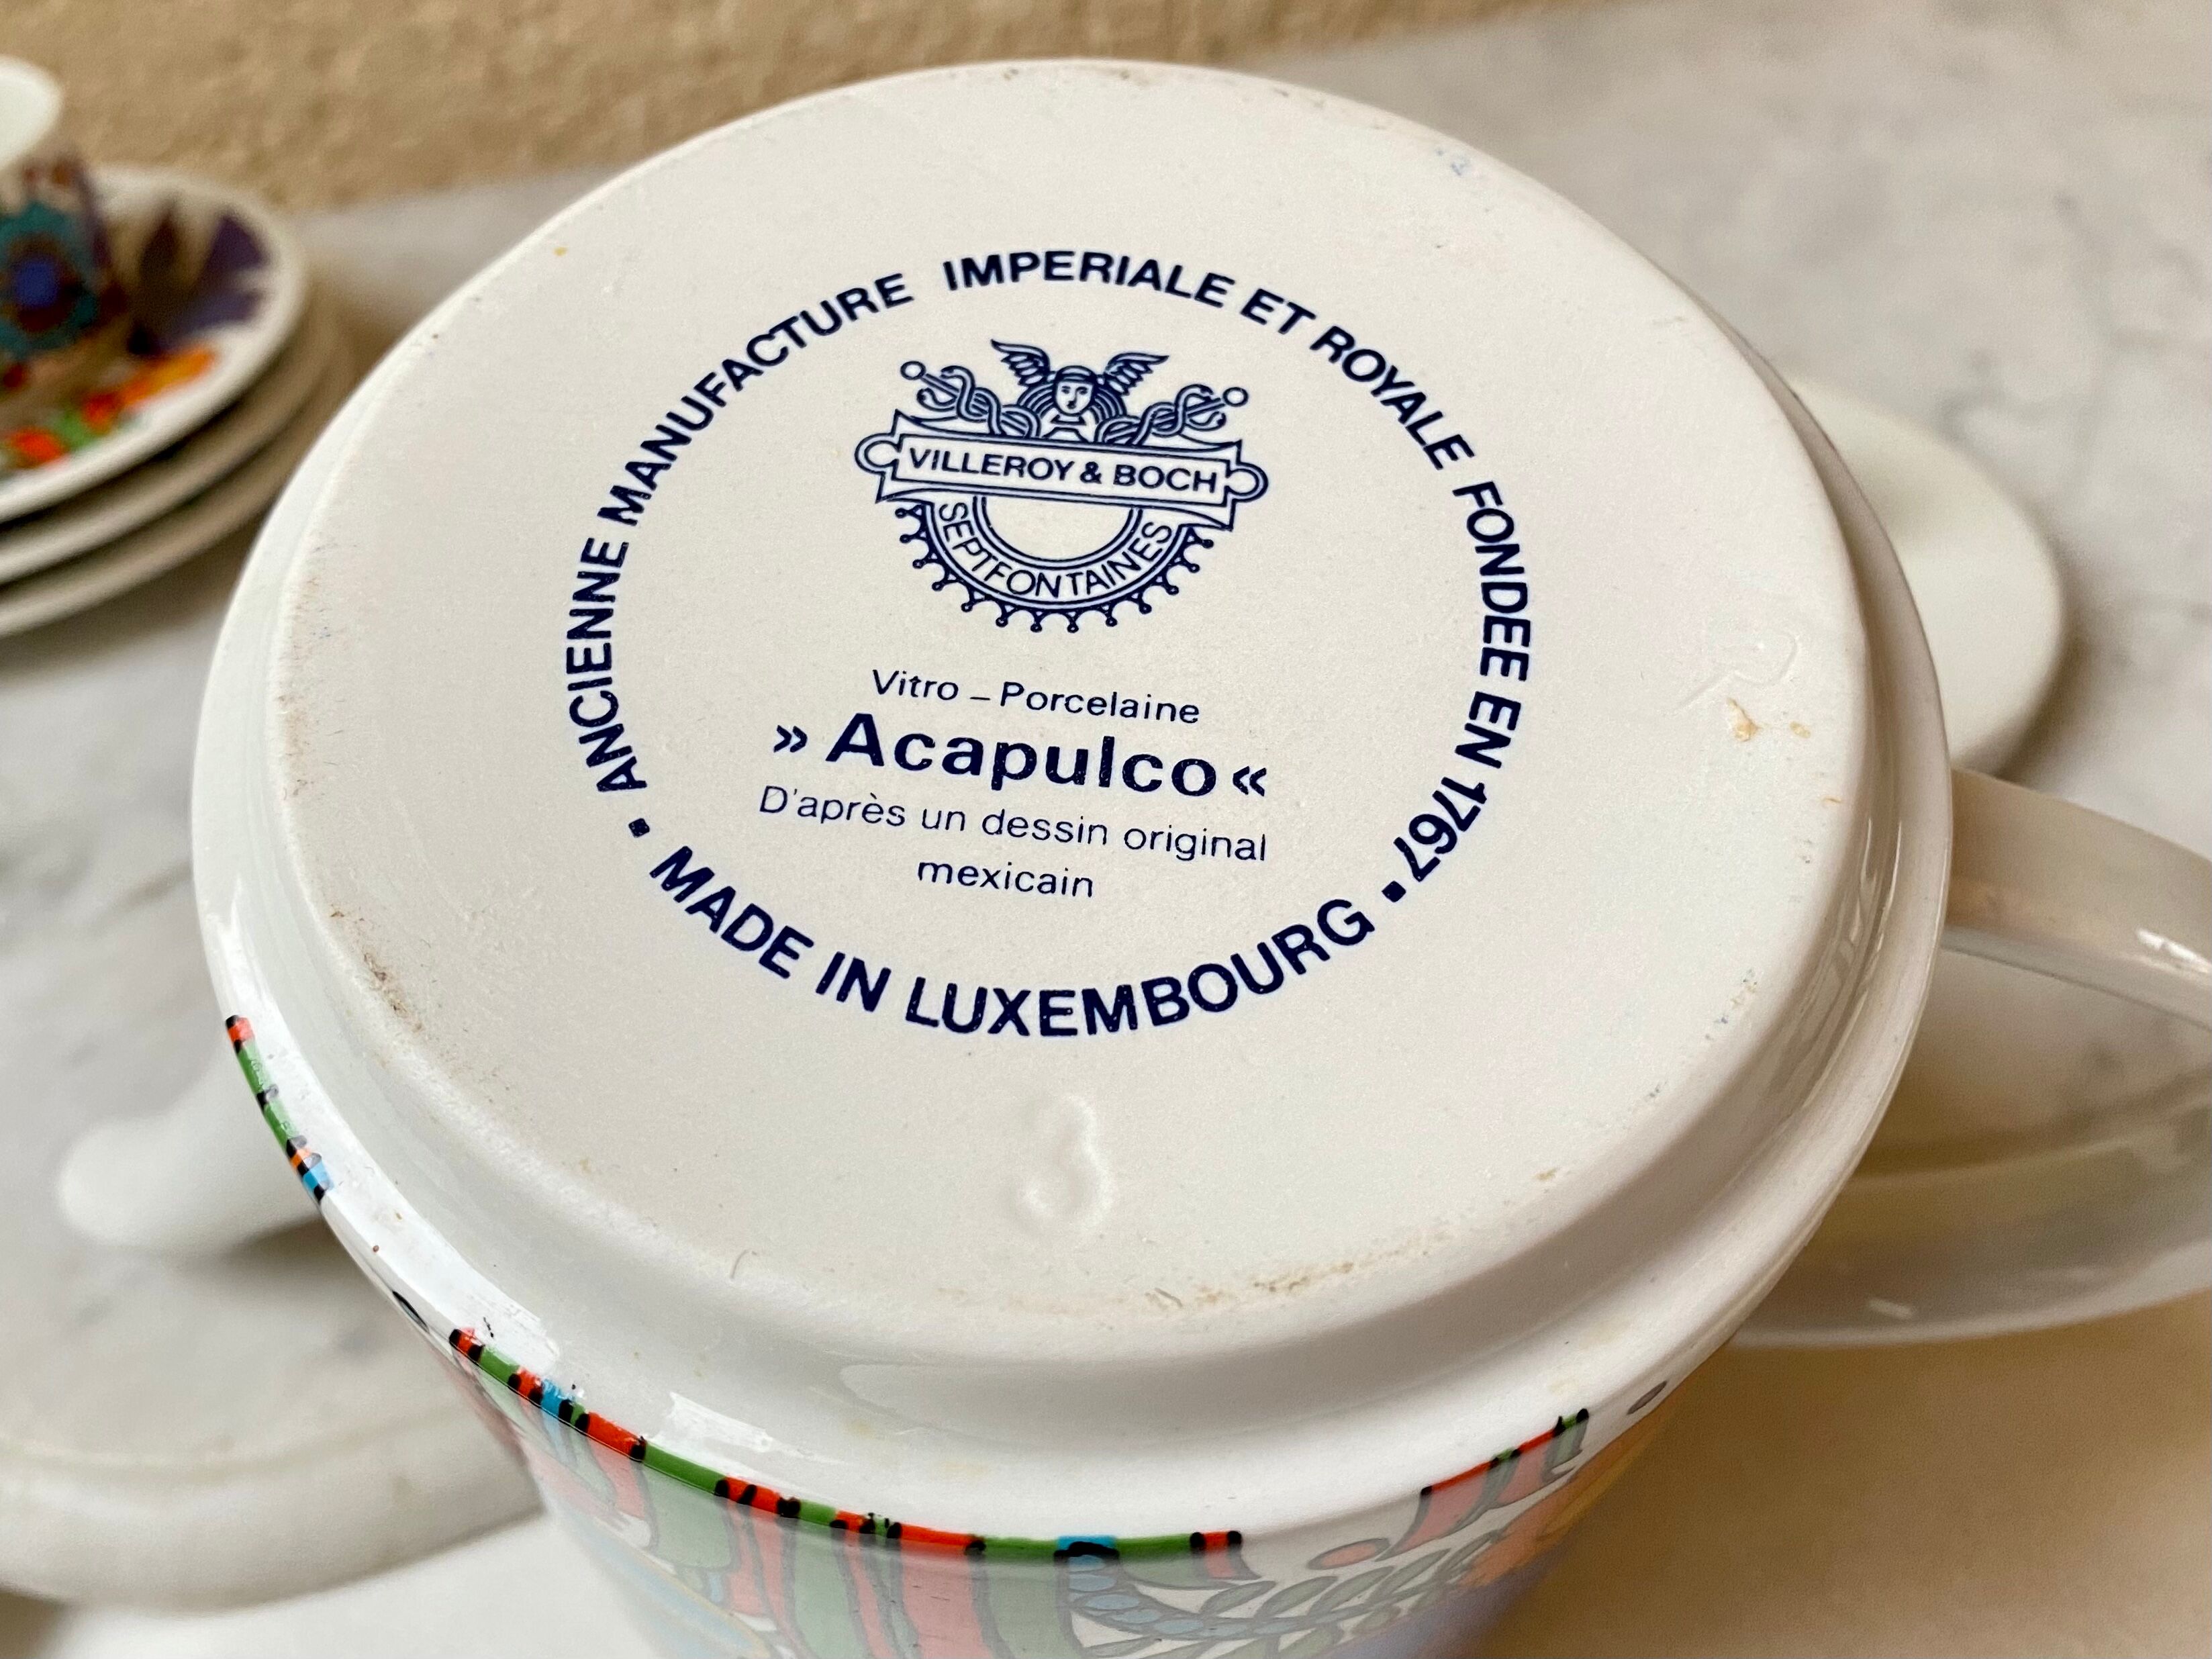 ANCIENNE MANUFACTURE IMPERIALE ET ROYALE FONDEE EN 1767 •
VILLEROY & BOCH
SEPTFONTAINES
Vitro – Porcelaine
» Acapulco «
D'après un dessin original
mexicain
• MADE IN LUXEMBOURG